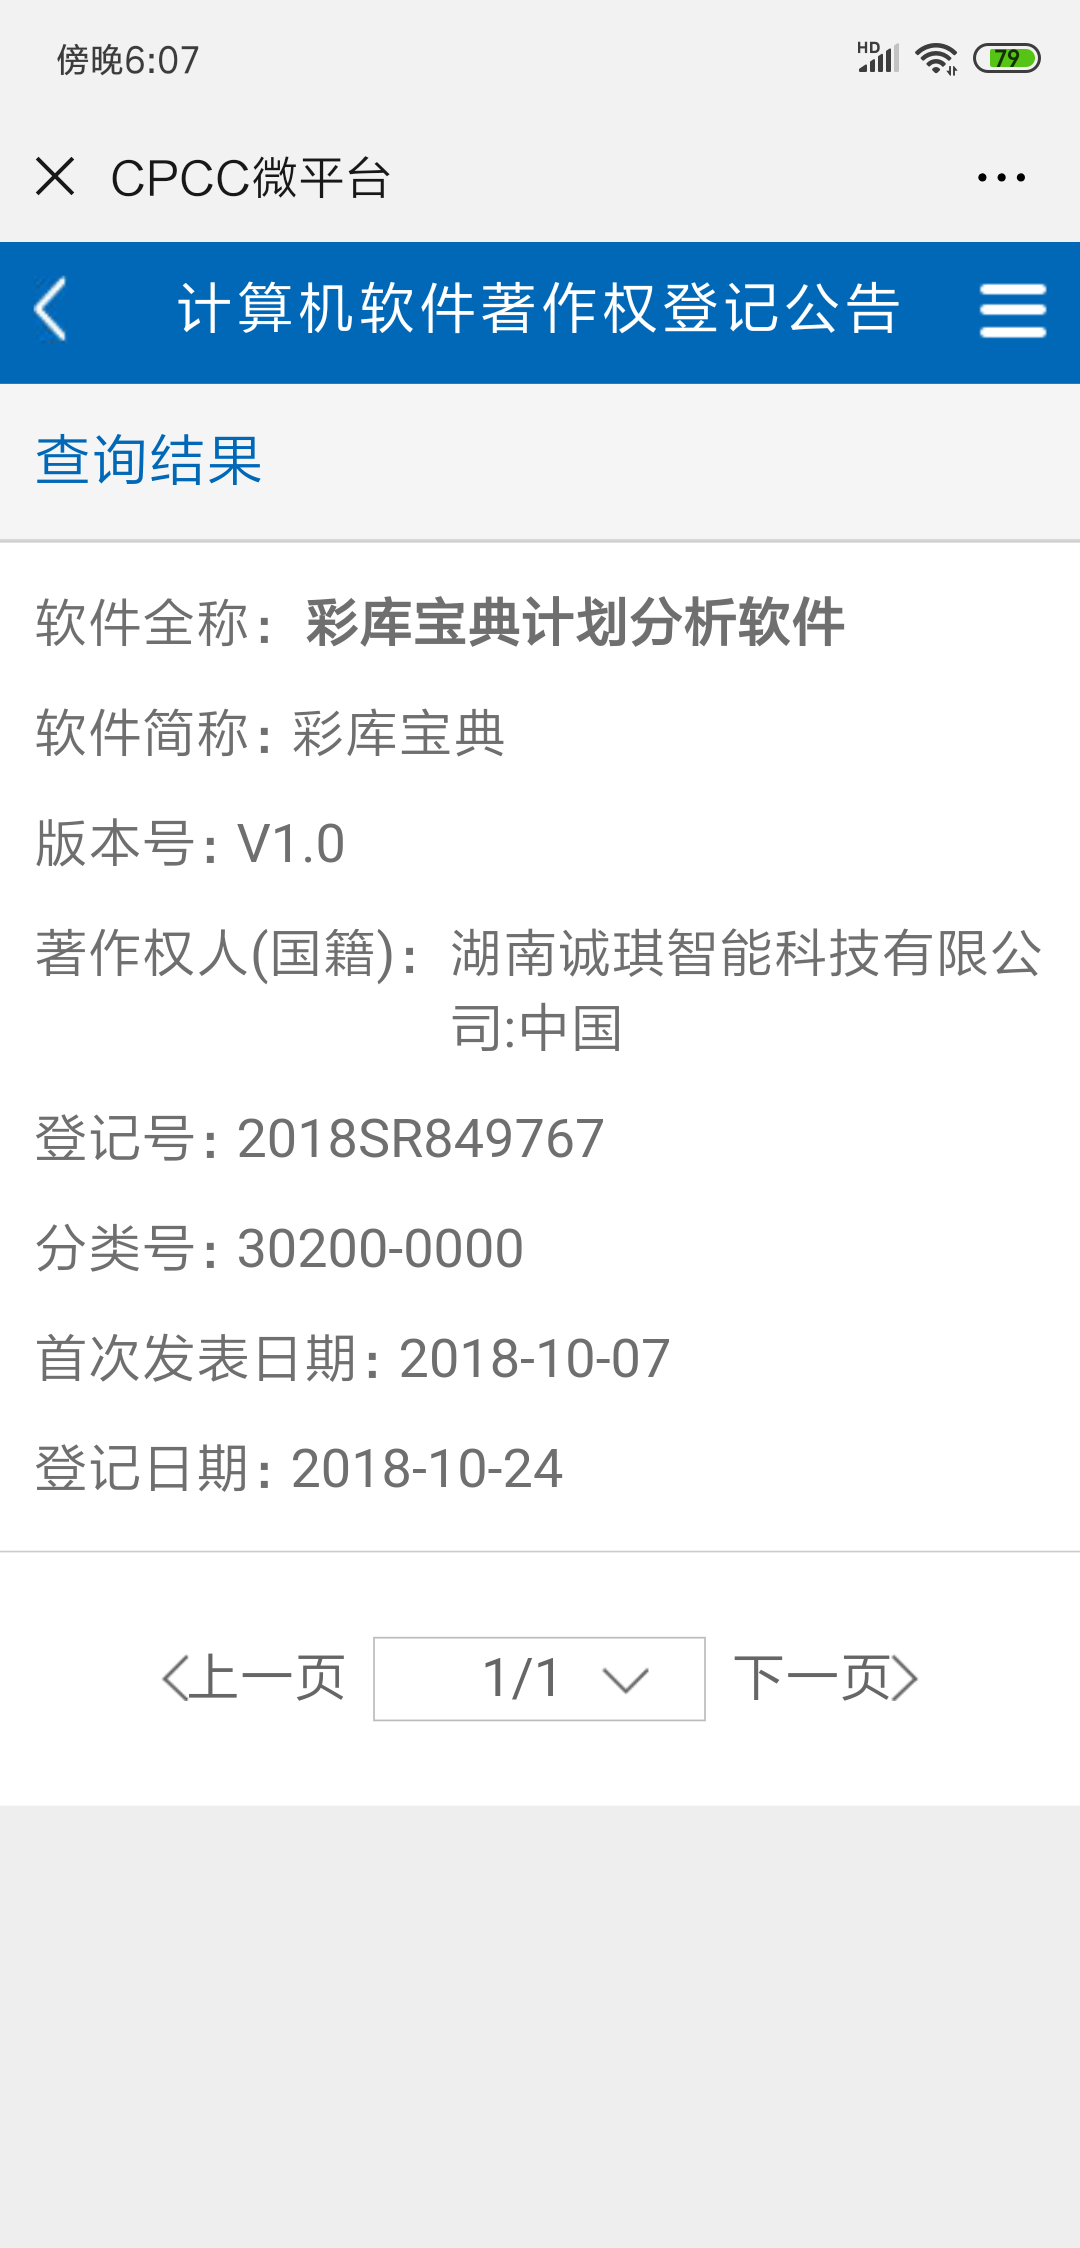 傍晚6:07
HD
79
CPCC微平台
计算机软件著作权登记公告
查询结果
软件全称：彩库宝典计划分析软件
软件简称：彩库宝典
版本号：V1.0
著作权人(国籍)：湖南诚琪智能科技有限公
司:中国
登记号：2018SR849767
分类号：30200-0000
首次发表日期：2018-10-07
登记日期：2018-10-24
上一页 1/1 下一页